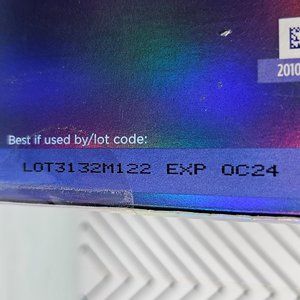 2010
Best if used by/lot code:
LOT3132M122 EXP OC24